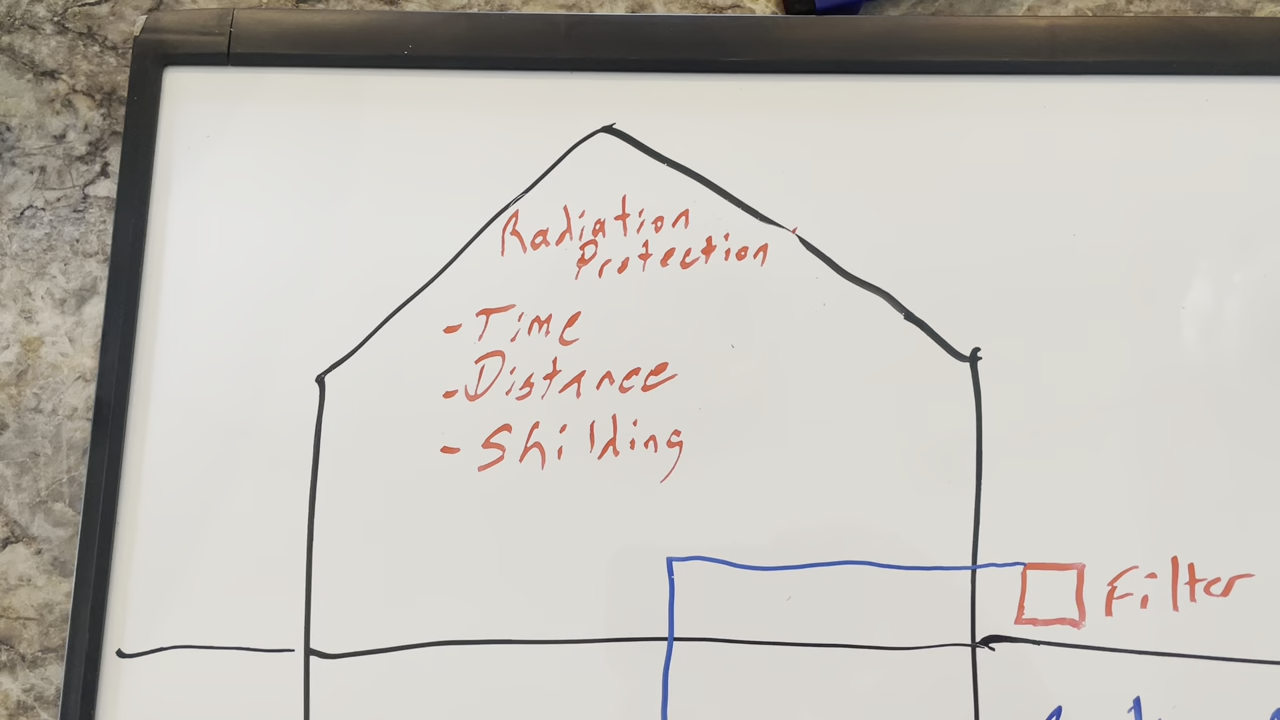 Radiation
Protection
- Time
- Distance
- Shilding
Filter